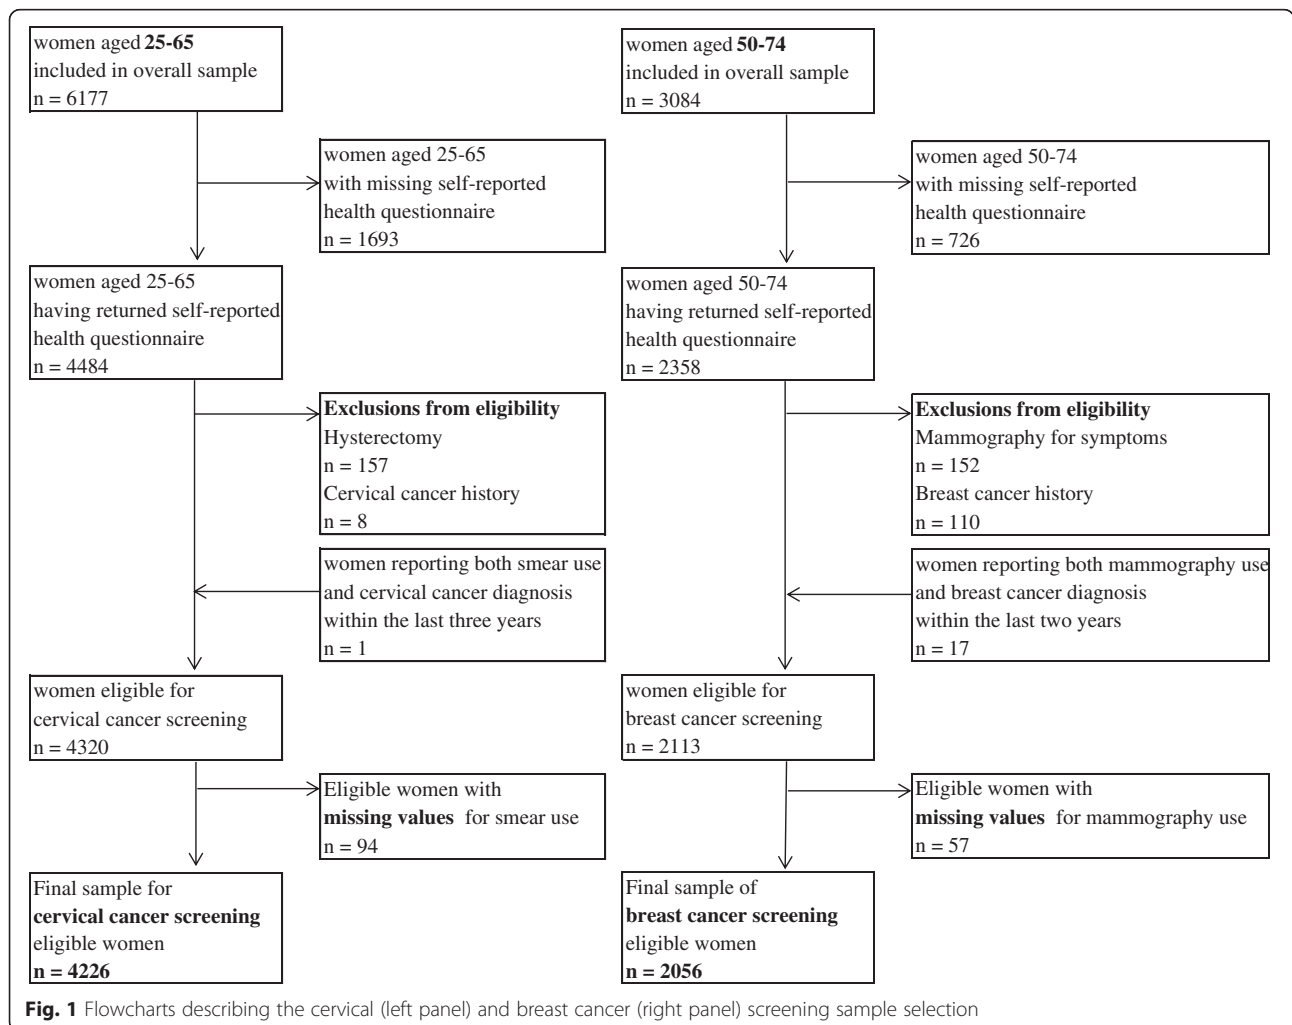 women aged 25-65
included in overall sample
n = 6177
women aged 25-65
with missing self-reported
health questionnaire
n = 1693
women aged 25-65
having returned self-reported
health questionnaire
n = 4484
Exclusions from eligibility
Hysterectomy
n = 157
Cervical cancer history
n = 8
women reporting both smear use
and cervical cancer diagnosis
within the last three years
n = 1
women eligible for
cervical cancer screening
n = 4320
Eligible women with
missing values for smear use
n = 94
Final sample for
cervical cancer screening
eligible women
n = 4226
women aged 50-74
included in overall sample
n = 3084
women aged 50-74
with missing self-reported
health questionnaire
n = 726
women aged 50-74
having returned self-reported
health questionnaire
n = 2358
Exclusions from eligibility
Mammography for symptoms
n = 152
Breast cancer history
n = 110
women reporting both mammography use
and breast cancer diagnosis
within the last two years
n = 17
women eligible for
breast cancer screening
n = 2113
Eligible women with
missing values for mammography use
n = 57
Final sample of
breast cancer screening
eligible women
n = 2056
Fig. 1 Flowcharts describing the cervical (left panel) and breast cancer (right panel) screening sample selection